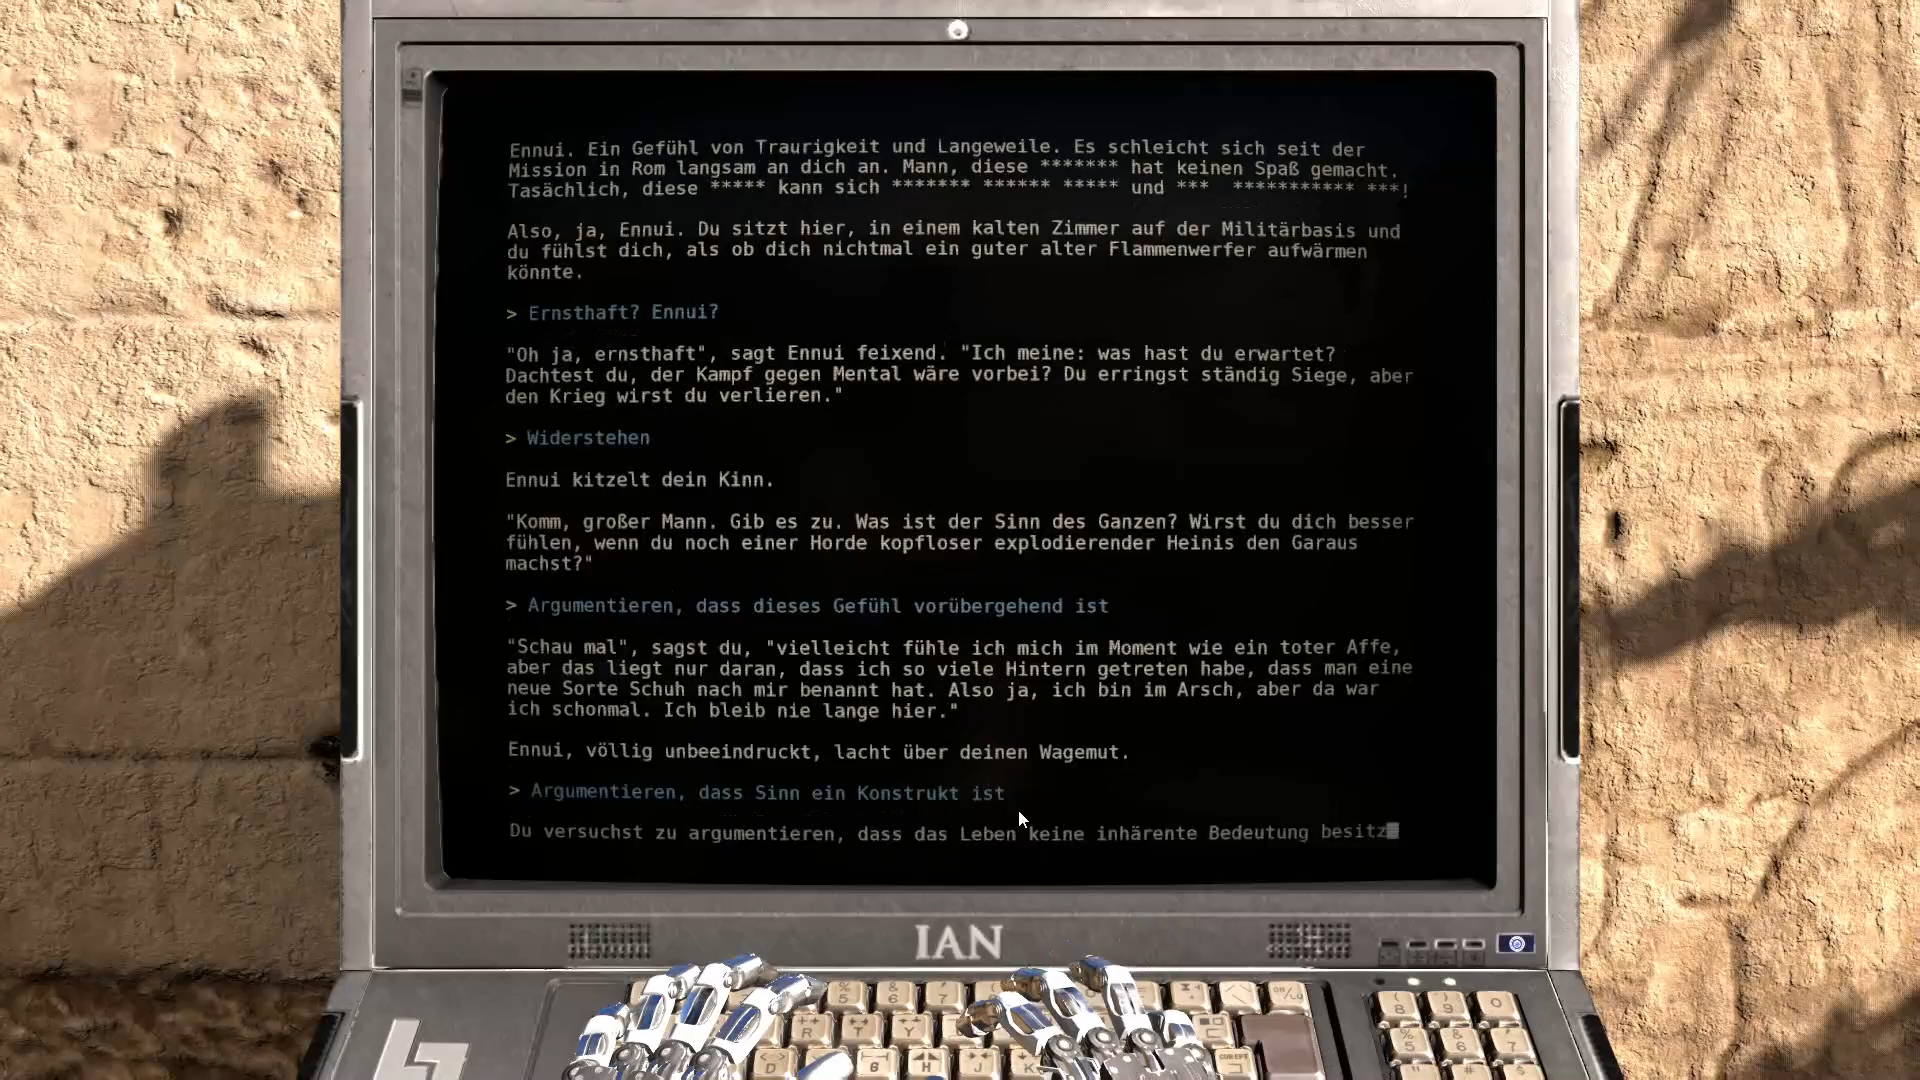 Ennui. Ein Gefühl von Traurigkeit und Langeweile. Es schleicht sich seit der
Mission in Rom langsam an dich an. Mann, diese ******* hat keinen Spaß gemacht.
Tasächlich, diese ***** kann sich ******* ****** ***** und ***  *********** ***!
Also, ja, Ennui. Du sitzt hier, in einem kalten Zimmer auf der Militärbasis und
du fühlst dich, als ob dich nichtmal ein guter alter Flammenwerfer aufwärmen
könnte.
> Ernsthaft? Ennui?
"Oh ja, ernsthaft", sagt Ennui feixend. "Ich meine: was hast du erwartet?
Dachtest du, der Kampf gegen Mental wäre vorbei? Du erringst ständig Siege, aber
den Krieg wirst du verlieren."
> Widerstehen
Ennui kitzelt dein Kinn.
"Komm, großer Mann. Gib es zu. Was ist der Sinn des Ganzen? Wirst du dich besser
fühlen, wenn du noch einer Horde kopfloser explodierender Heinis den Garaus
machst?"
> Argumentieren, dass dieses Gefühl vorübergehend ist
"Schau mal", sagst du, "vielleicht fühle ich mich im Moment wie ein toter Affe,
aber das liegt nur daran, dass ich so viele Hintern getreten habe, dass man eine
neue Sorte Schuh nach mir benannt hat. Also ja, ich bin im Arsch, aber da war
ich schonmal. Ich bleib nie lange hier."
Ennui, völlig unbeeindruckt, lacht über deinen Wagemut.
> Argumentieren, dass Sinn ein Konstrukt ist
Du versuchst zu argumentieren, dass das Leben keine inhärente Bedeutung besitz
IAN
5 6 7 8 9 0
R Y 5 6 7
D G H J K